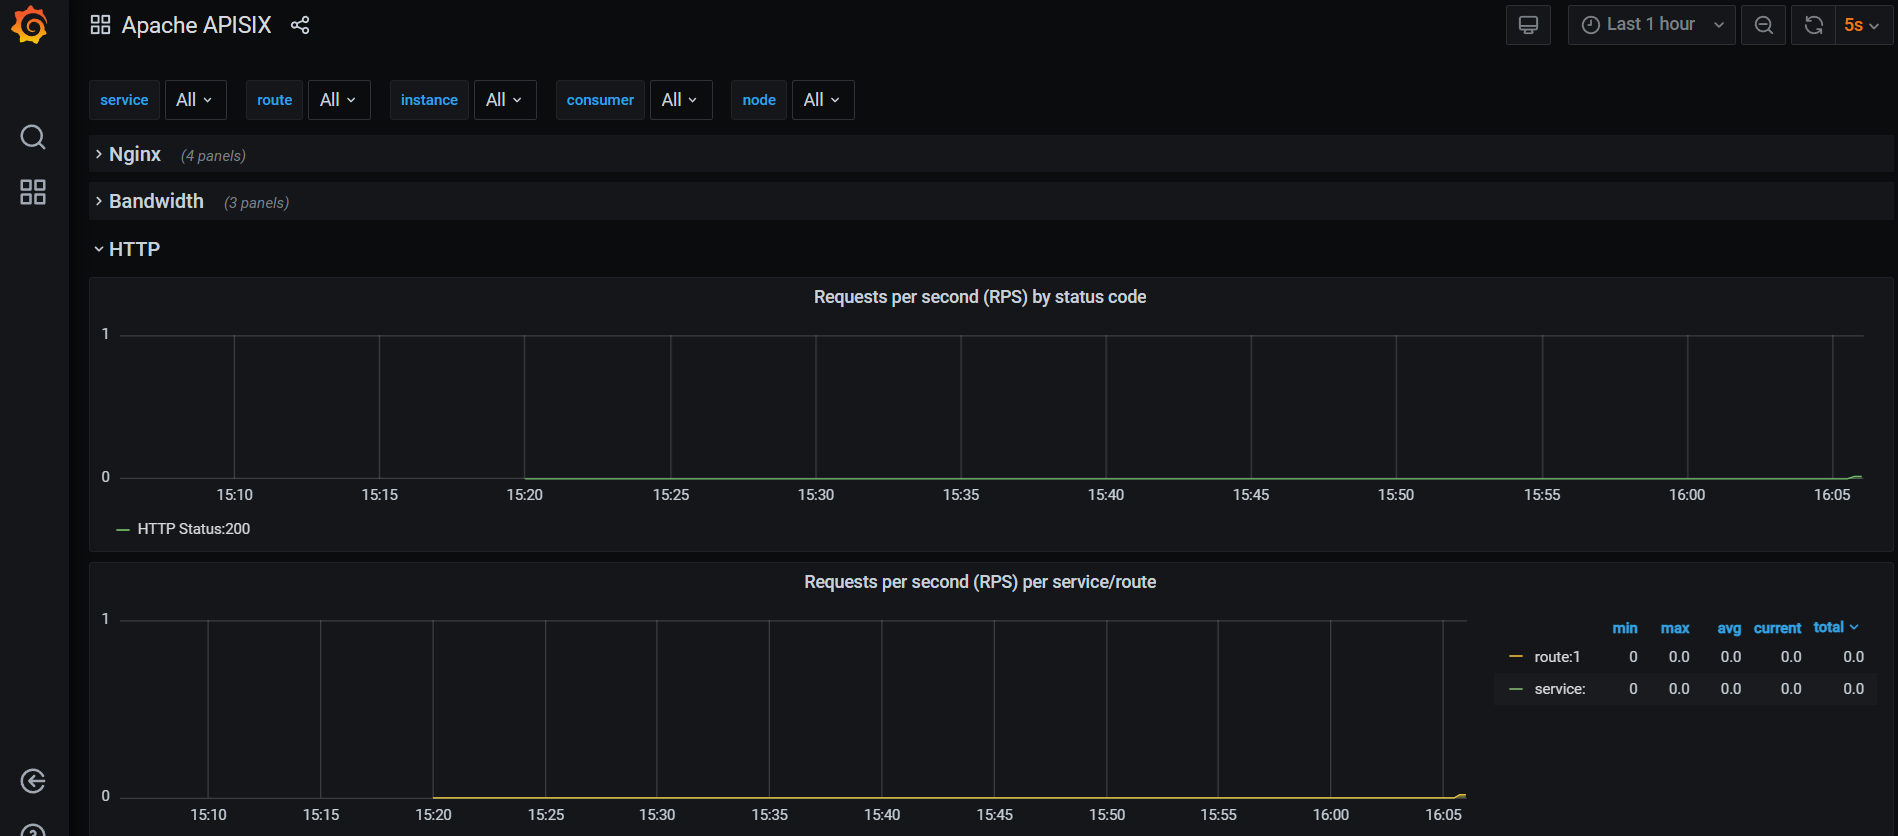 Apache APISIX
Last 1 hour
5s
service All route All instance All consumer All node All
Nginx (4 panels)
Bandwidth (3 panels)
HTTP
Requests per second (RPS) by status code
1
0
15:10 15:15 15:20 15:25 15:30 15:35 15:40 15:45 15:50 15:55 16:00 16:05
HTTP Status:200
Requests per second (RPS) per service/route
1
0
15:10 15:15 15:20 15:25 15:30 15:35 15:40 15:45 15:50 15:55 16:00 16:05
min max avg current total
route:1 0 0.0 0.0 0.0 0.0
service: 0 0.0 0.0 0.0 0.0